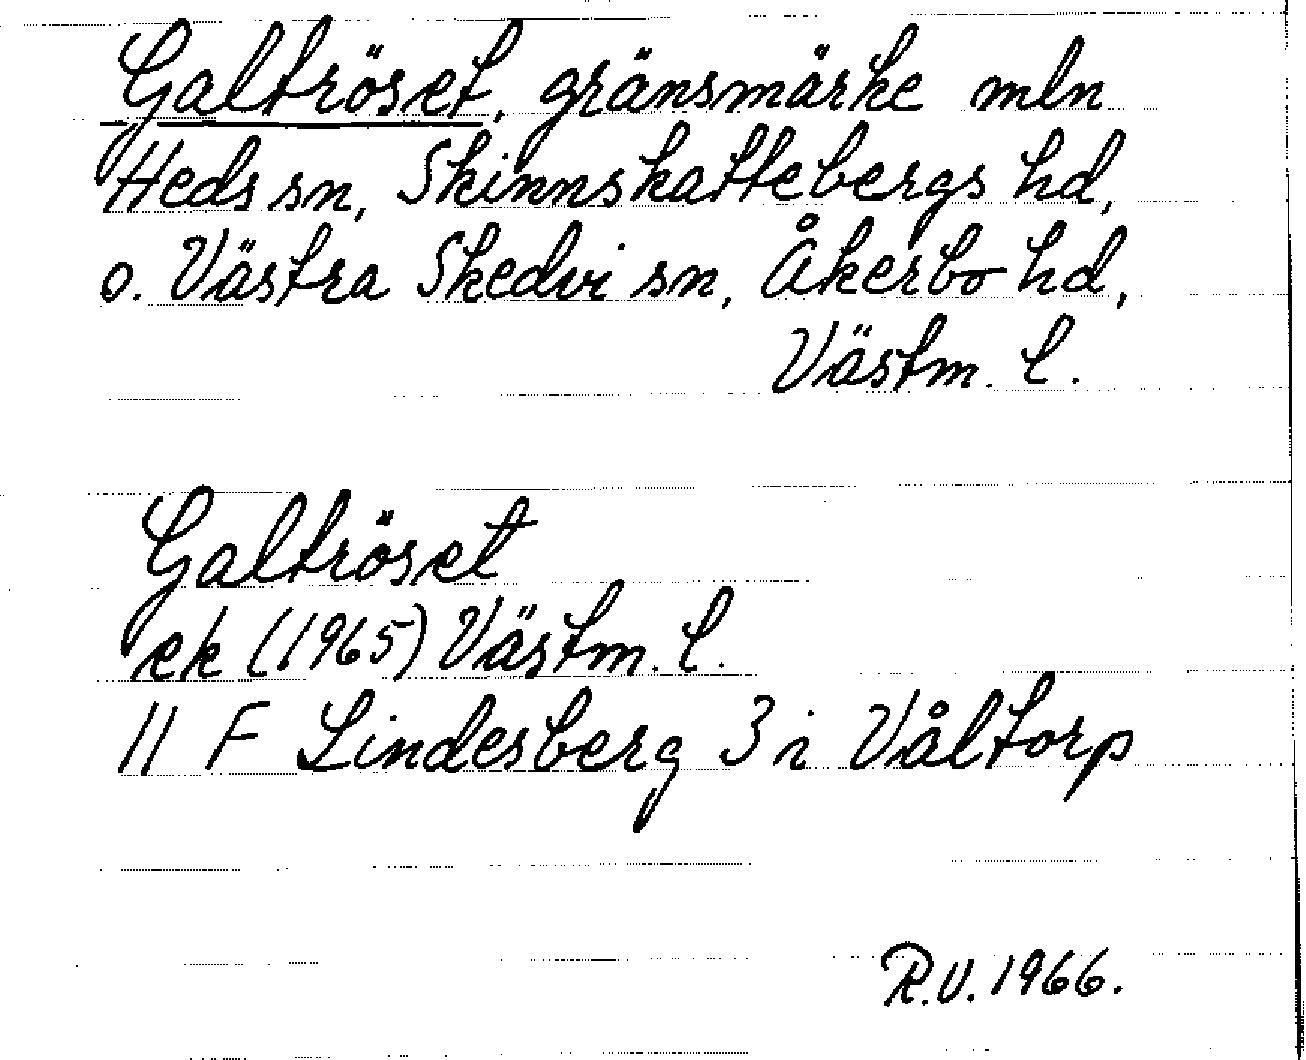 Galtröset, gränsmärke mln
Heds sn, Skinnskattebergs hd,
o. Västra Skedvi sn, Åkerbo hd,
Västm. l.
Galtröset
ek (1965) Västm. l.
11 F Lindesberg 3 i Våltorp
R.V. 1966.